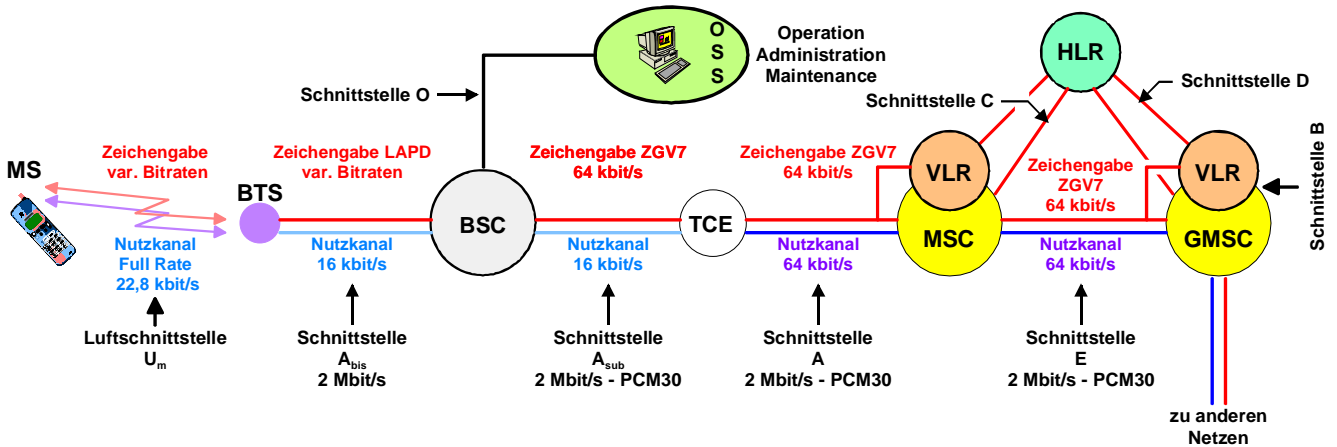 O
S
S
Operation
Administration
Maintenance
HLR
Schnittstelle O
Schnittstelle C
Schnittstelle D
Schnittstelle B
MS
Zeichengabe
var. Bitraten
BTS
Zeichengabe LAPD
var. Bitraten
BSC
Zeichengabe ZGV7
64 kbit/s
TCE
Zeichengabe ZGV7
64 kbit/s
VLR
MSC
Zeichengabe
ZGV7
64 kbit/s
VLR
GMSC
Nutzkanal
Full Rate
22,8 kbit/s
Nutzkanal
16 kbit/s
Nutzkanal
16 kbit/s
Nutzkanal
64 kbit/s
Nutzkanal
64 kbit/s
Luftschnittstelle
Um
Schnittstelle
Abis
2 Mbit/s
Schnittstelle
Asub
2 Mbit/s - PCM30
Schnittstelle
A
2 Mbit/s - PCM30
Schnittstelle
E
2 Mbit/s - PCM30
zu anderen
Netzen